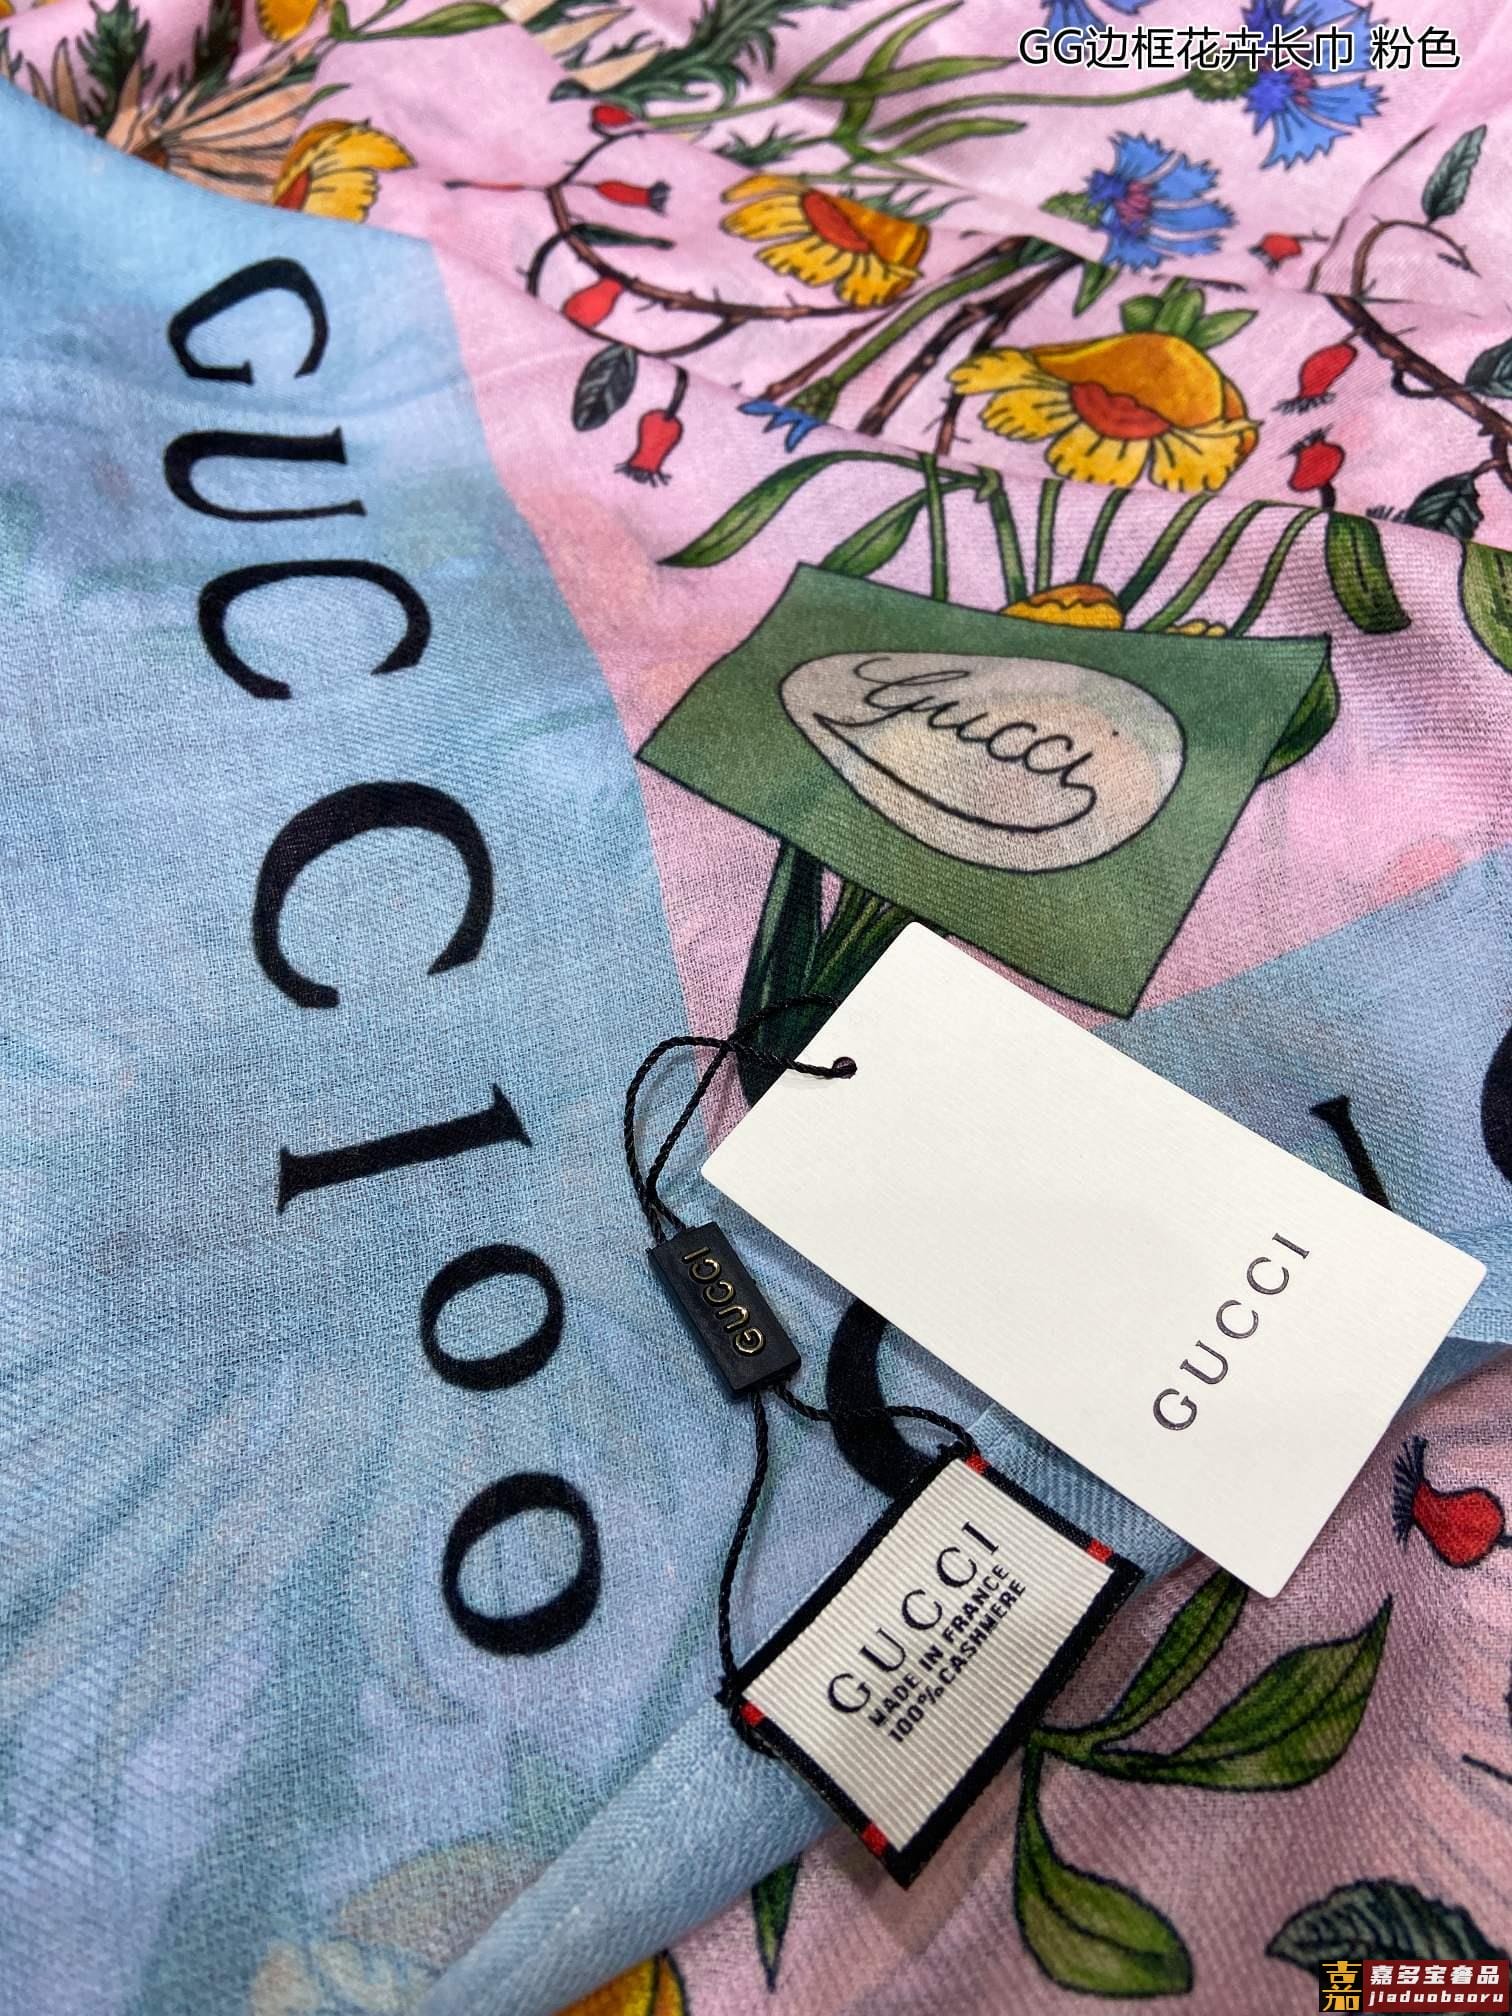 GG边框花卉长巾 粉色
GUCCI
Gucci
GUCCI
GUCCI
GUCCI
MADE IN FRANCE
100%CASHMERE
嘉多宝奢品
jiaduobaoru